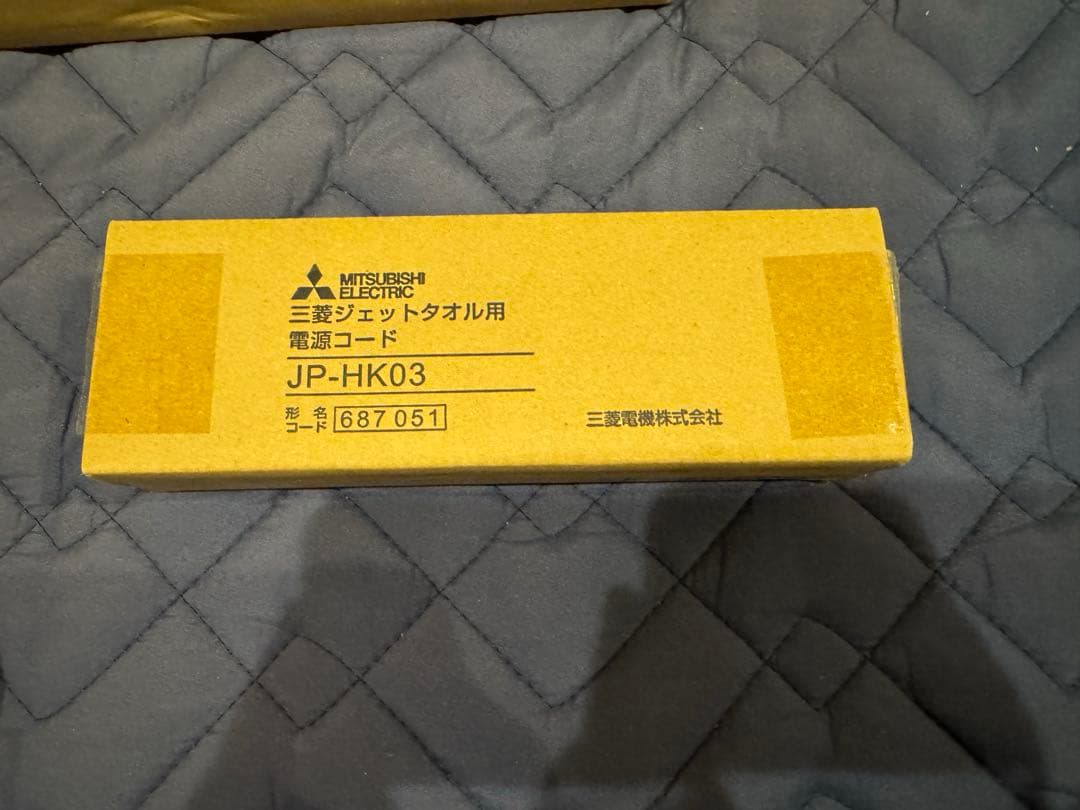 MITSUBISHI
ELECTRIC
三菱ジェットタオル用
電源コード
JP-HK03
形名
コード 687 051
三菱電機株式会社